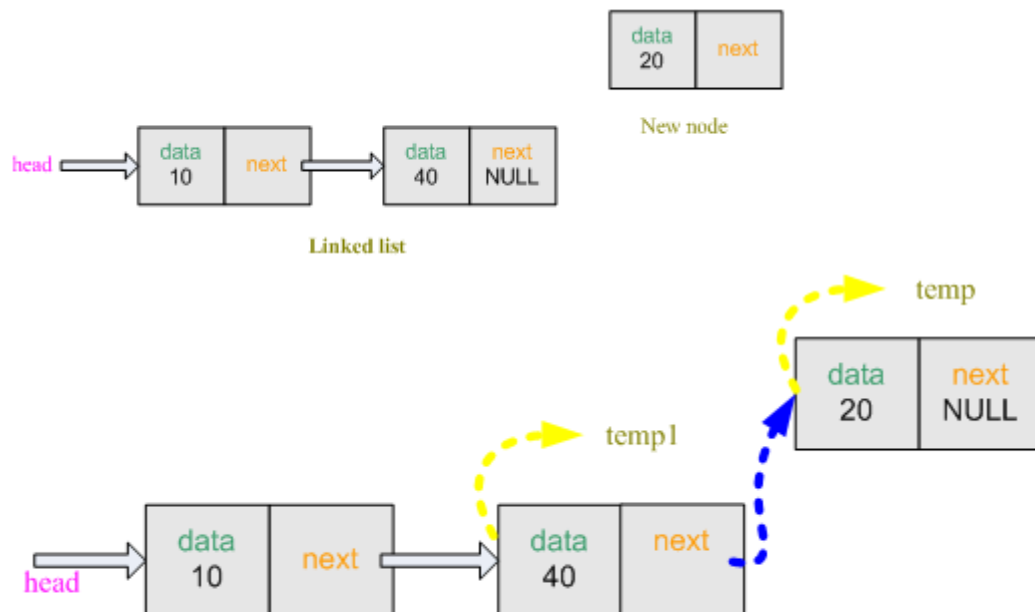 data
20
next
New node
head
data
10
next
data
40
next
NULL
Linked list
temp
data
20
next
NULL
temp1
head
data
10
next
data
40
next